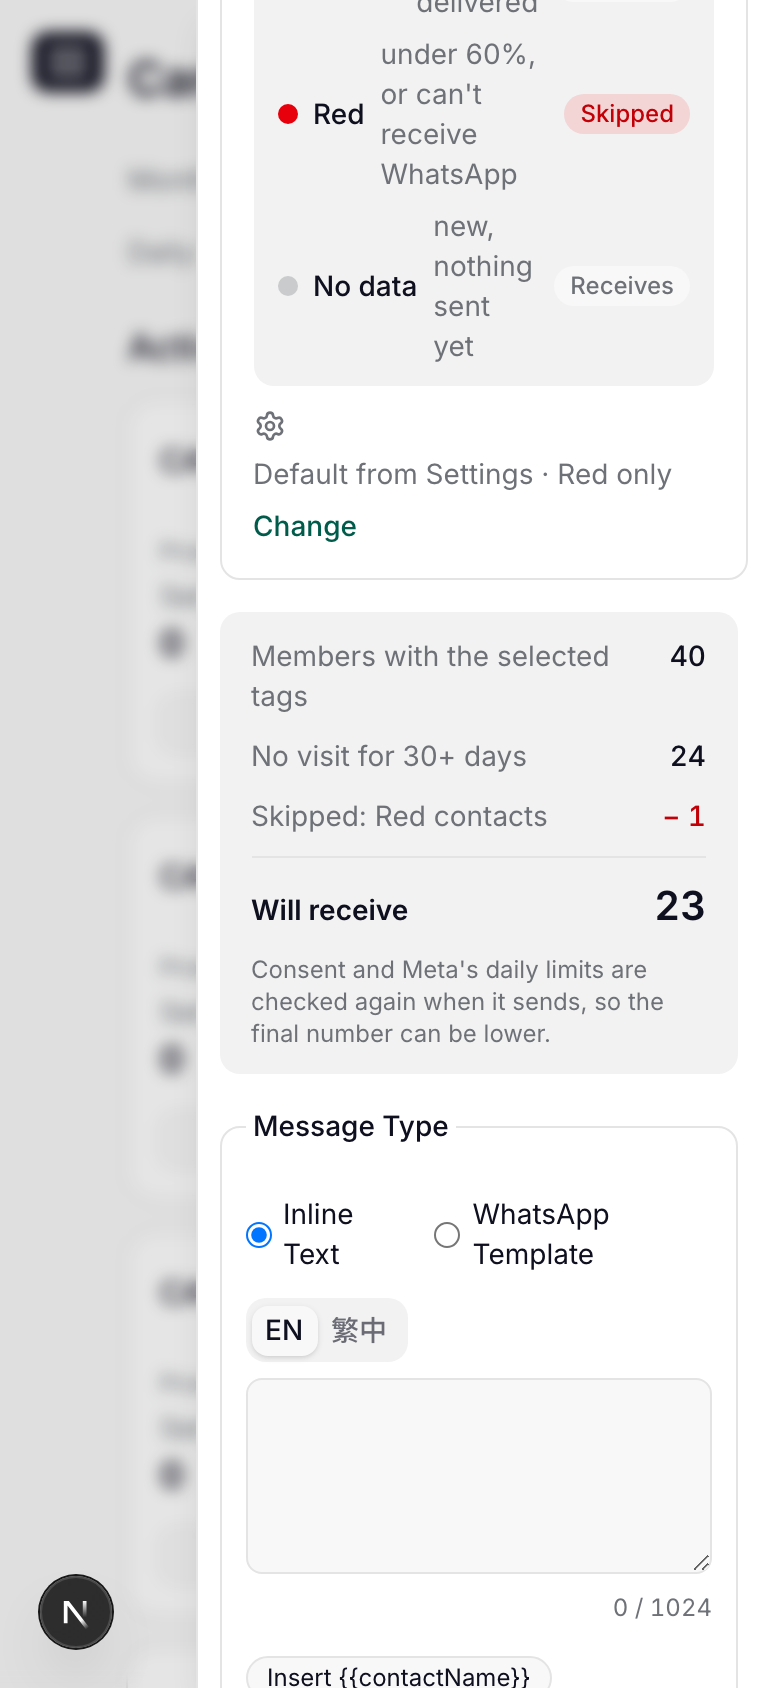 delivered
Red
under 60%,
or can't
receive
WhatsApp
Skipped
No data
new,
nothing
sent
yet
Receives
Default from Settings · Red only
Change
Members with the selected
tags
40
No visit for 30+ days
24
Skipped: Red contacts
− 1
Will receive
23
Consent and Meta's daily limits are
checked again when it sends, so the
final number can be lower.
Message Type
Inline
Text
WhatsApp
Template
EN
繁中
0 / 1024
Insert {{contactName}}
N